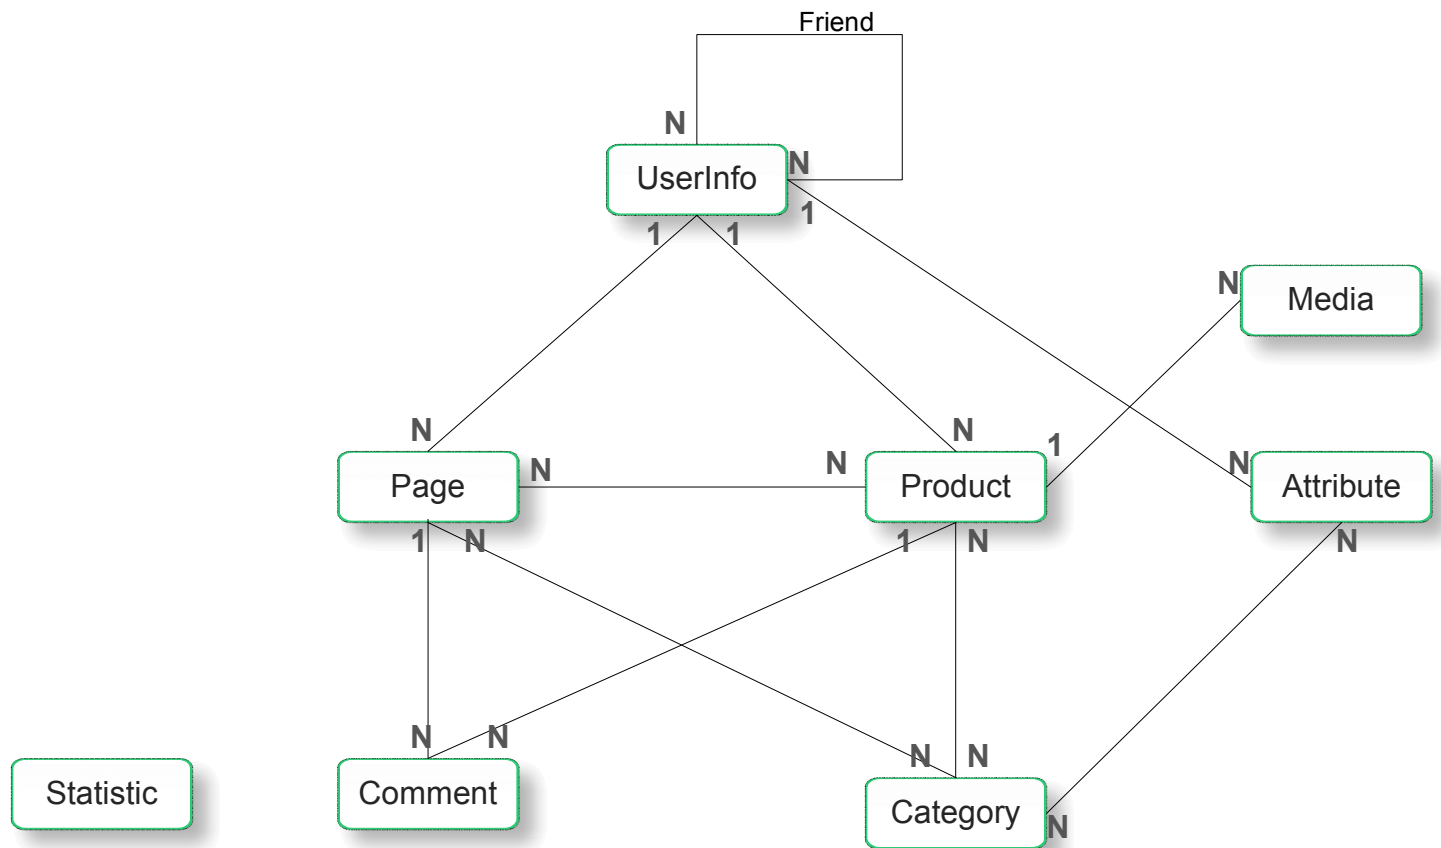 Friend
N
N
UserInfo
1
1
1
N
Media
N
N
1
N
N
N
Page
Product
Attribute
1
N
1
N
N
N
N
N
N
Statistic
Comment
Category
N